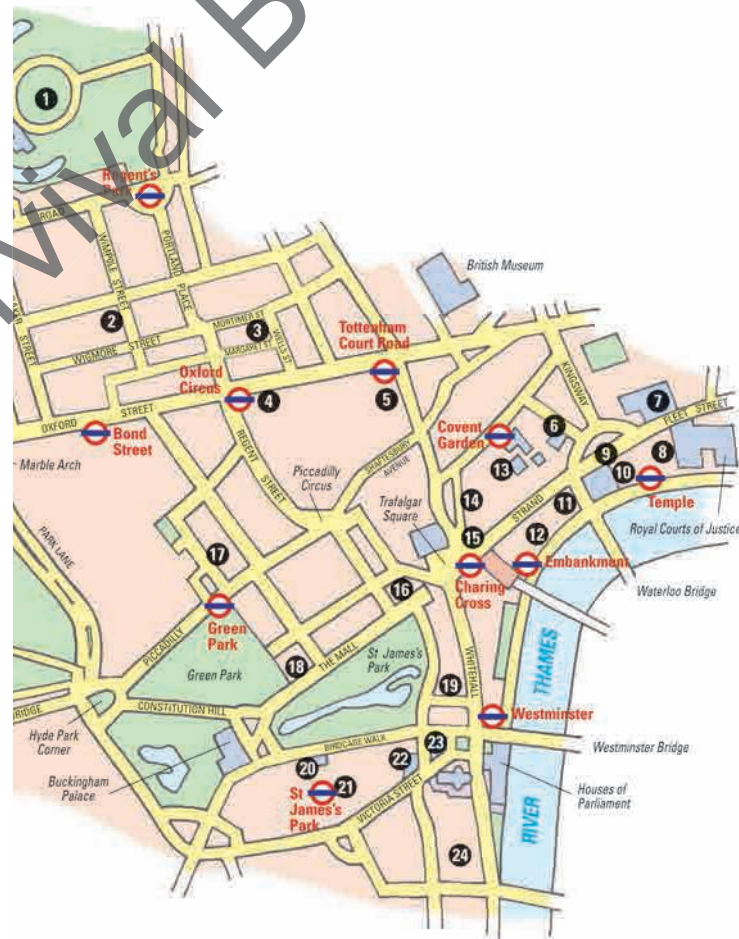 vival B
1
Regent's
Park
ROAD
WIMPOLE STREET
PORTLAND
PLACE
British Museum
2
MORTIMER ST
3
WELLS ST
MARGARET ST
STREET
WIGMORE STREET
Tottenham
Court Road
KINGSWAY
Oxford
Circus
4
5
7
FLEET STREET
OXFORD STREET
Bond
Street
Covent
Garden
6
Marble Arch
REGENT
STREET
Piccadilly
Circus
SHAFTESBURY
AVENUE
13
9
8
10
Trafalgar
Square
14
STRAND
11
Temple
Royal Courts of Justice
PARK LANE
17
15
12
Embankment
Charing
Cross
Waterloo Bridge
16
Green
Park
PICCADILLY
THE MALL
St James's
Park
WHITEHALL
THAMES
18
Green Park
19
CONSTITUTION HILL
Westminster
Hyde Park
Corner
BIRDCAGE WALK
23
Westminster Bridge
Buckingham
Palace
20
22
21
St
James's
Park
VICTORIA STREET
Houses of
Parliament
RIVER
24